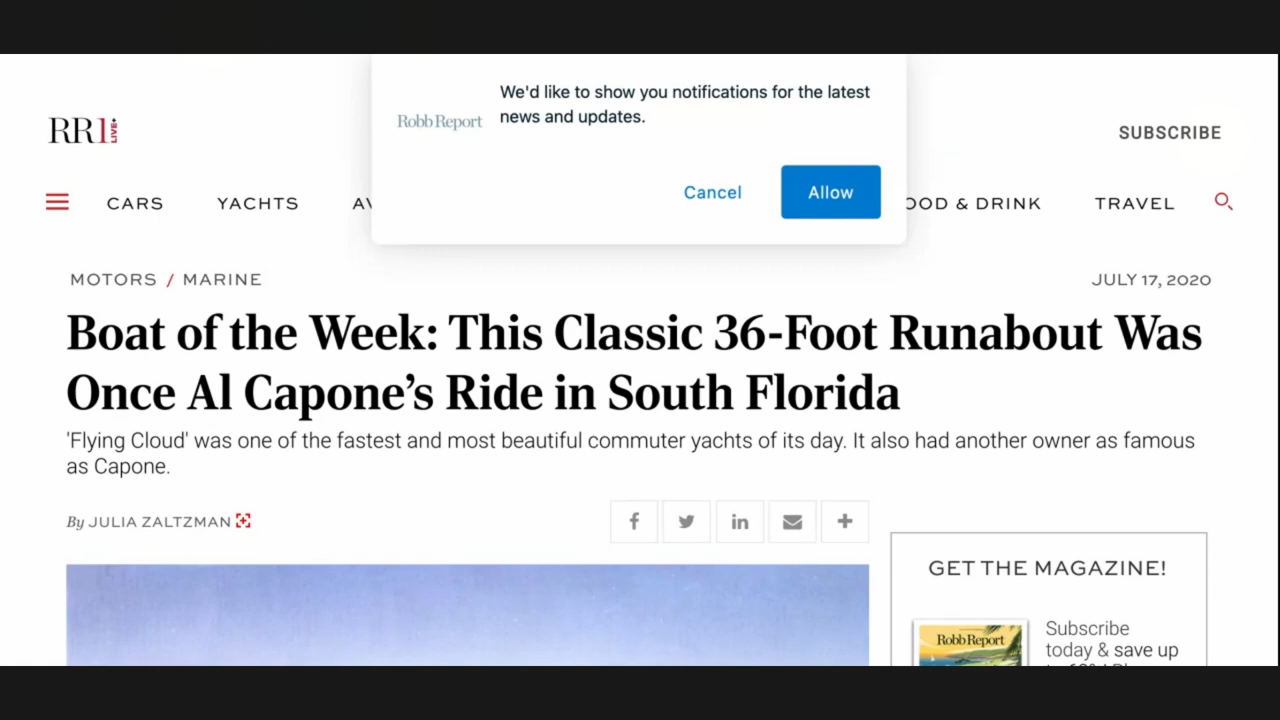 We'd like to show you notifications for the latest
news and updates.
Robb Report
Cancel
Allow
RR1
LIVE+
SUBSCRIBE
CARS
YACHTS
OOD & DRINK
TRAVEL
MOTORS / MARINE
JULY 17, 2020
Boat of the Week: This Classic 36-Foot Runabout Was
Once Al Capone’s Ride in South Florida
'Flying Cloud' was one of the fastest and most beautiful commuter yachts of its day. It also had another owner as famous
as Capone.
By JULIA ZALTZMAN
f
in
+
GET THE MAGAZINE!
Robb Report
Subscribe
today & save up